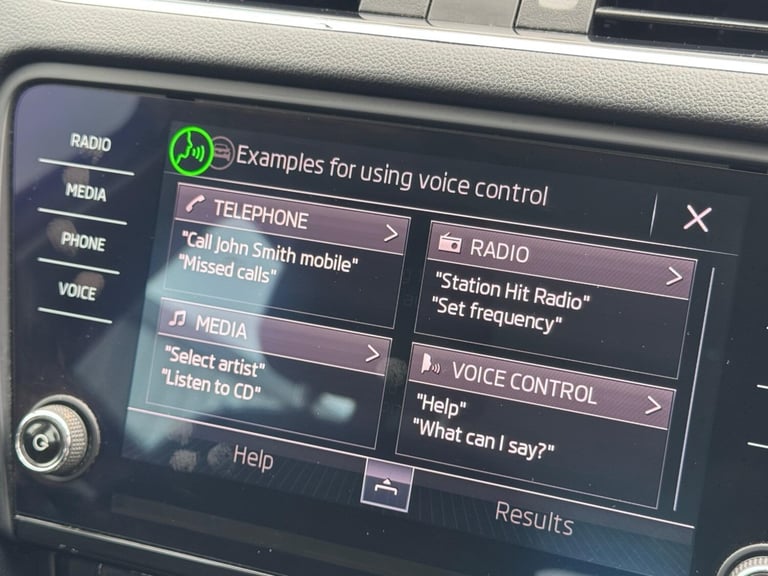 RADIO
MEDIA
PHONE
VOICE
Examples for using voice control
TELEPHONE
"Call John Smith mobile"
"Missed calls"
RADIO
"Station Hit Radio"
"Set frequency"
MEDIA
"Select artist"
"Listen to CD"
VOICE CONTROL
"Help"
"What can I say?"
Help
Results